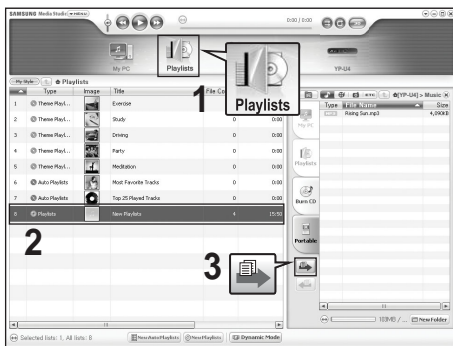 SAMSUNG Media Studio MENU
0:00 / 0:00
My PC
Playlists
YP-U4
Playlists
1
My Style Playlists
Type Image Title File Co
1 Theme Playl... Exercise 0 0:00
2 Theme Playl... Study 0 0:00
3 Theme Playl... Driving 0 0:00
4 Theme Playl... Party 0 0:00
5 Theme Playl... Meditation 0 0:00
6 Auto Playlists Most Favorite Tracks 0 0:00
7 Auto Playlists Top 25 Played Tracks 0 0:00
8 Playlists New Playlists 4 15:50
2
3
[YP-U4] > Music
Type File Name Size
MP3 Rising Sun.mp3 4,090KB
My PC
Playlists
Burn CD
Portable
103MB / ... New Folder
Selected lists: 1, All lists: 8
New Auto Playlists New Playlists Dynamic Mode